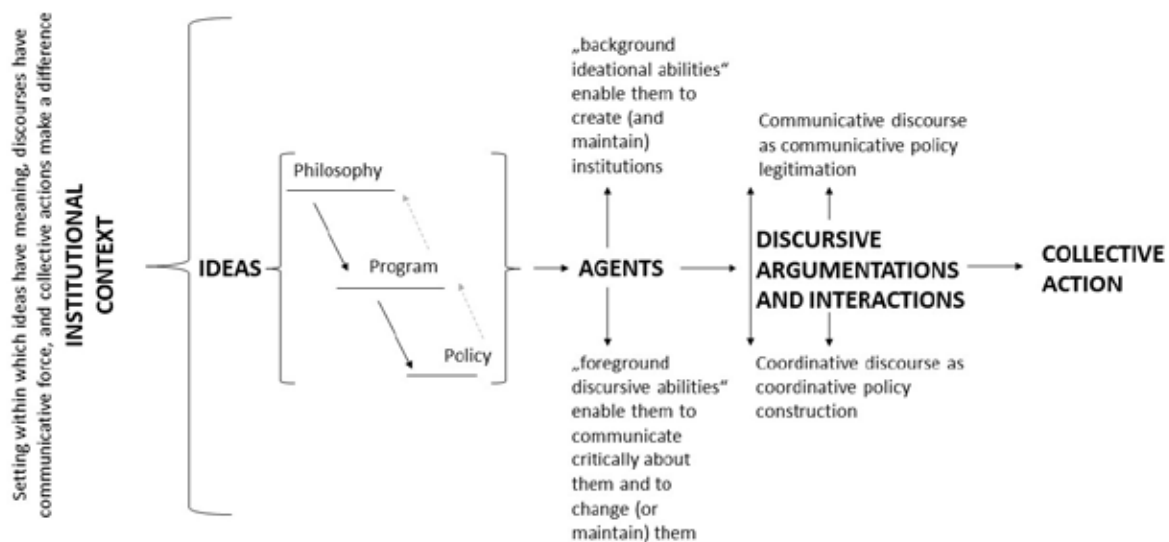 Setting within which ideas have meaning, discourses have
communicative force, and collective actions make a difference
INSTITUTIONAL
CONTEXT
IDEAS
Philosophy
Program
Policy
„background
ideational abilities“
enable them to
create (and
maintain)
institutions
AGENTS
„foreground
discursive abilities“
enable them to
communicate
critically about
them and to
change (or
maintain) them
Communicative discourse
as communicative policy
legitimation
DISCURSIVE
ARGUMENTATIONS
AND INTERACTIONS
Coordinative discourse as
coordinative policy
construction
COLLECTIVE
ACTION